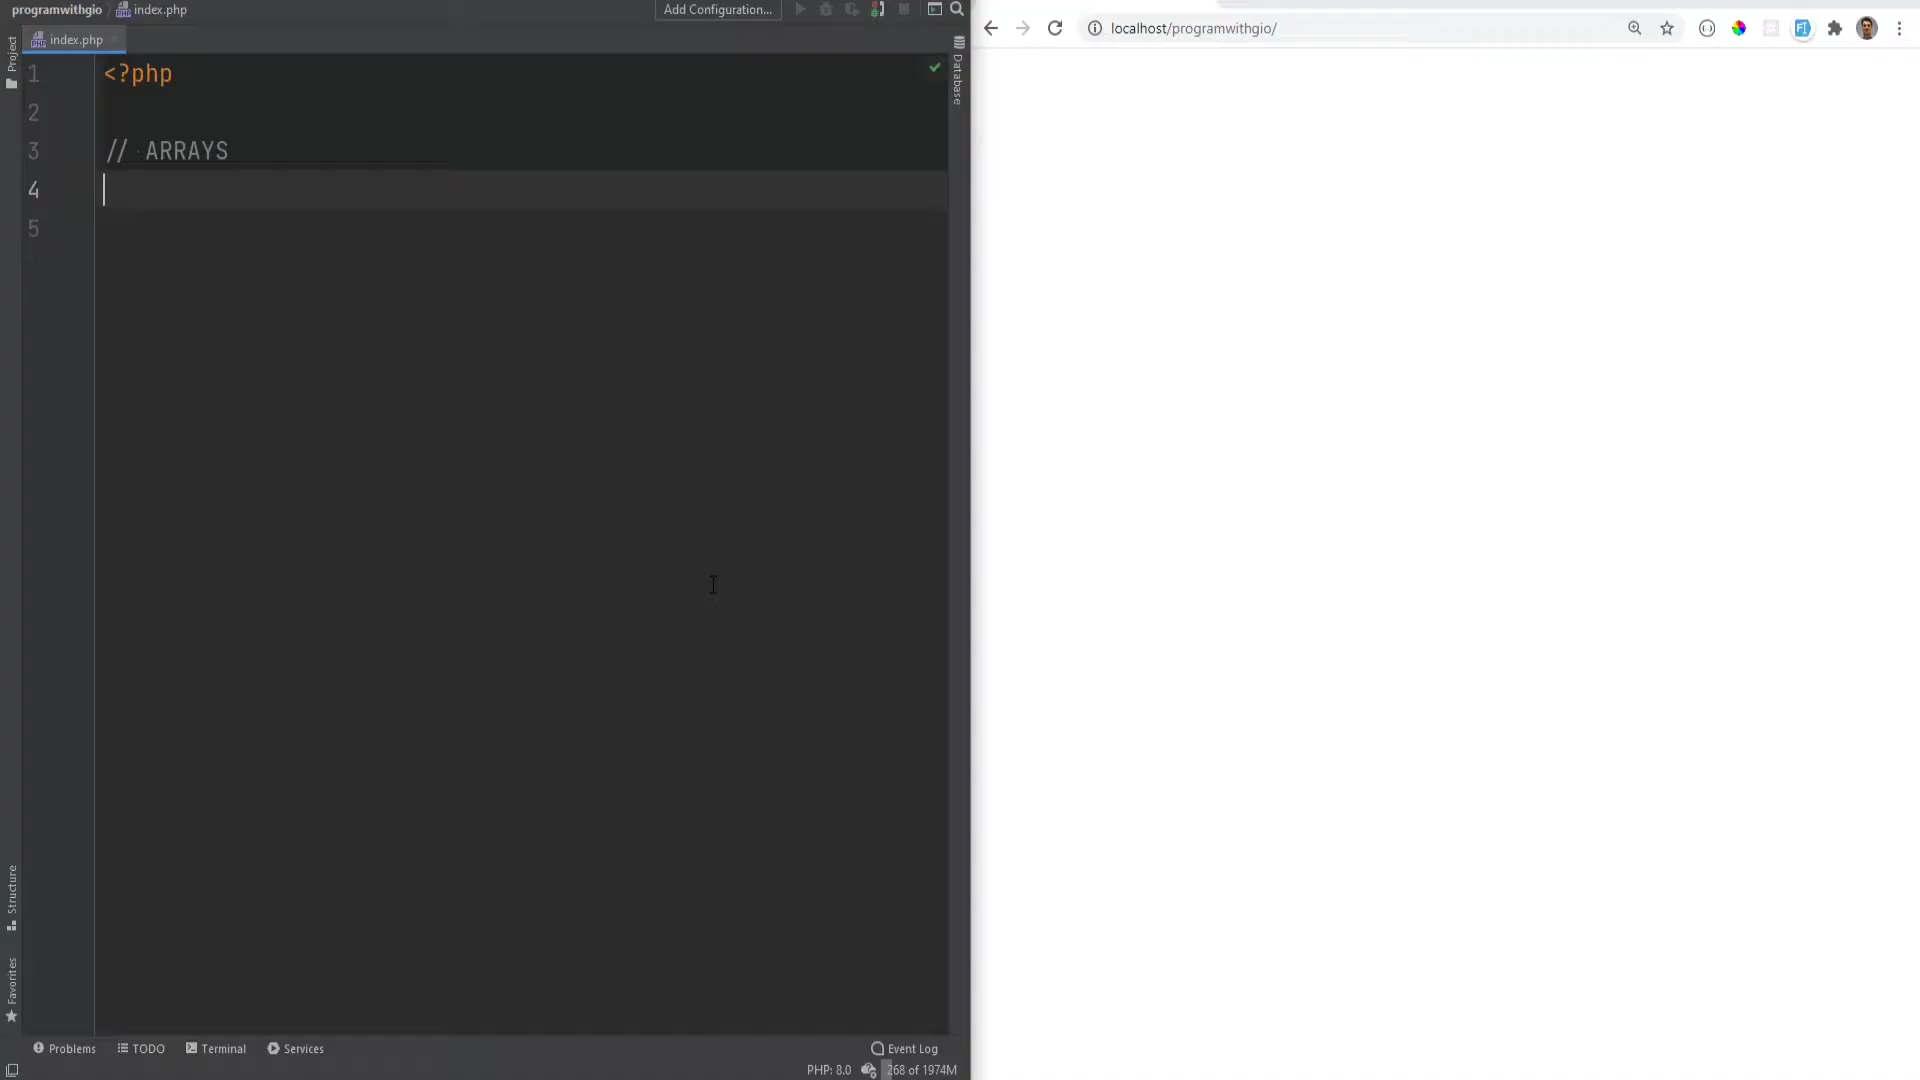 programwithgio
index.php
Add Configuration...
localhost/programwithgio/
index.php
Project
Database
1 <?php
2
3 // ARRAYS
4
5
Structure
Favorites
Problems
TODO
Terminal
Services
Event Log
PHP: 8.0
268 of 1974M